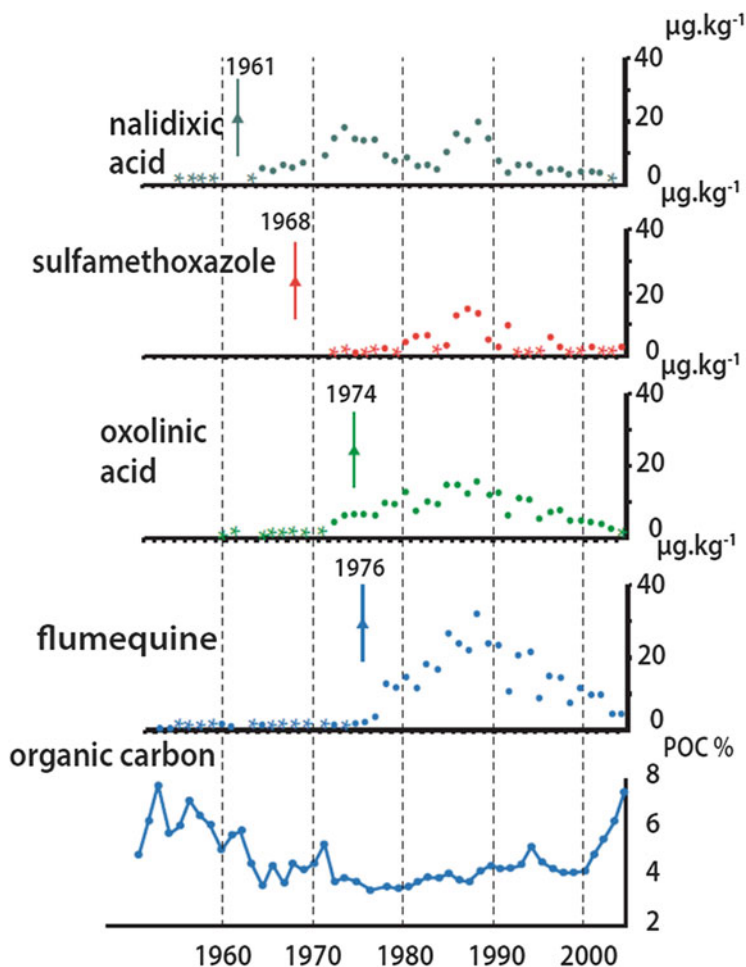 µg.kg⁻¹
40
1961
nalidixic
acid
20
0
µg.kg⁻¹
40
1968
sulfamethoxazole
20
0
µg.kg⁻¹
40
1974
oxolinic
acid
20
0
µg.kg⁻¹
40
1976
flumequine
20
0
organic carbon
POC %
8
6
4
2
1960 1970 1980 1990 2000